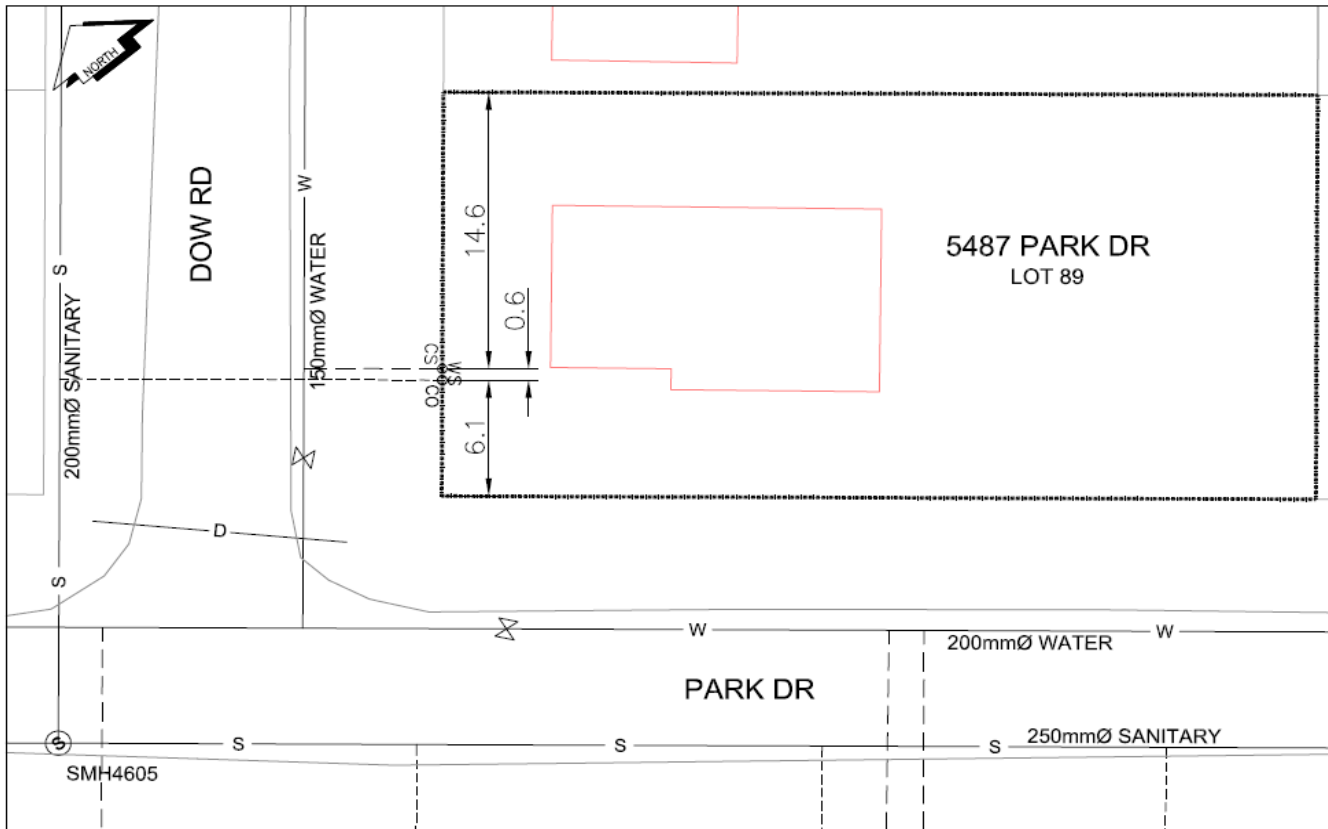 NORTH
DOW RD
S
200mmØ SANITARY
S
W
150mmØ WATER
14.6
0.6
6.1
CS
WS
CO
5487 PARK DR
LOT 89
D
W
W
200mmØ WATER
PARK DR
S
S
S
S
250mmØ SANITARY
SMH4605